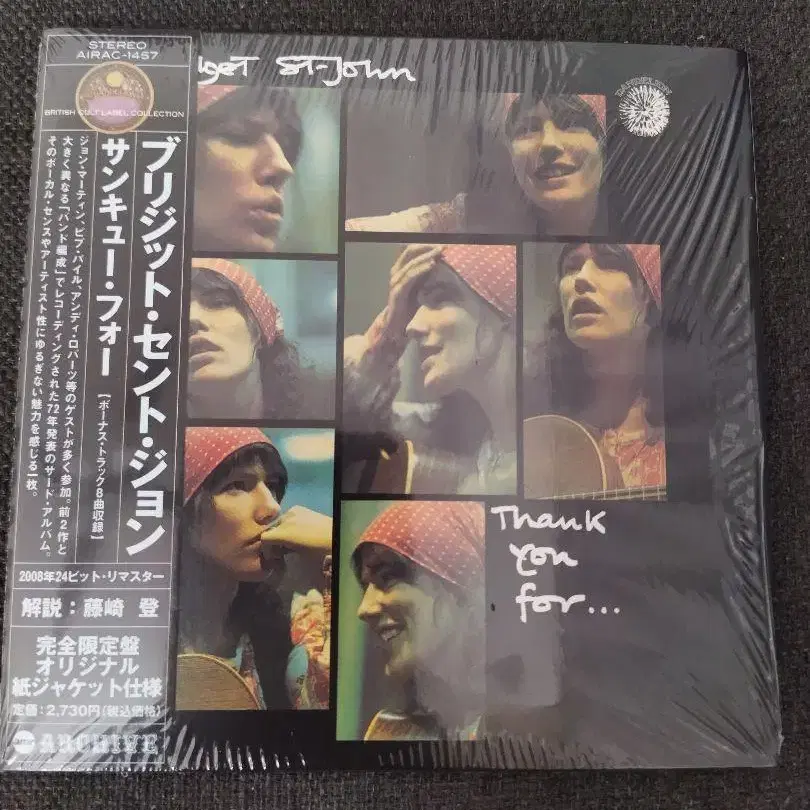 STEREO
AIRAC-1457
BRITISH CULT LABEL COLLECTION
ブリジット・セント・ジョン
サンキュー・フォー
【ボーナス・トラック8曲収録】
ジョン・マーティン、ピプ・パイル、アンディ・ロバーツ等のゲストが多く参加。前2作と
大きく異なる「バンド編成」でレコーディングされた72年発表のサード・アルバム。
そのボーカル・センスやアーティスト性にゆるぎない魅力を感じる一枚。
2008年24ビット・リマスター
解説：藤崎 登
完全限定盤
オリジナル
紙ジャケット仕様
定価：2,730円(税込価格)
ARCHIVE
St-John
DANDELION
Thank
you
for...